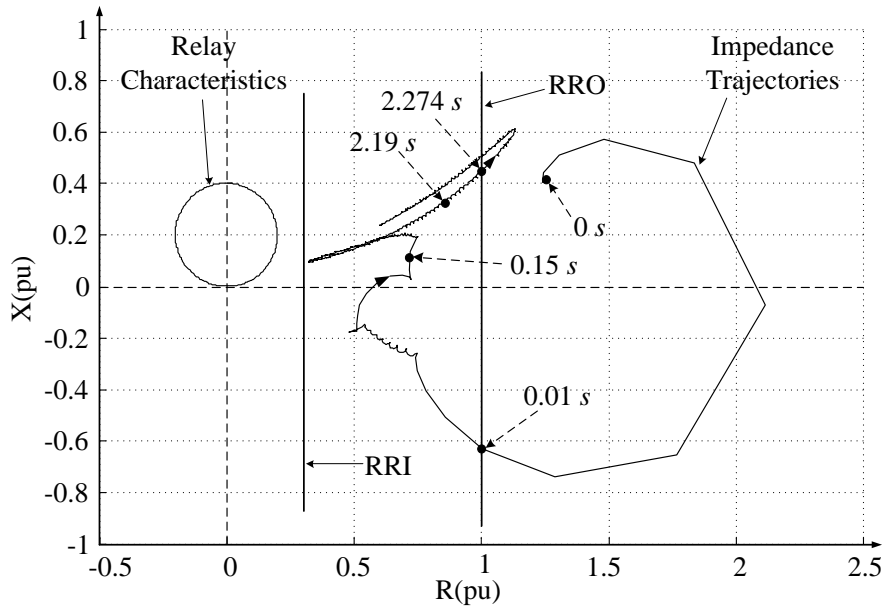 1
0.8
0.6
0.4
0.2
0
-0.2
-0.4
-0.6
-0.8
-1
X(pu)
Relay
Characteristics
2.274 s
2.19 s
RRO
Impedance
Trajectories
0 s
0.15 s
0.01 s
RRI
-0.5
0
0.5
1
1.5
2
2.5
R(pu)